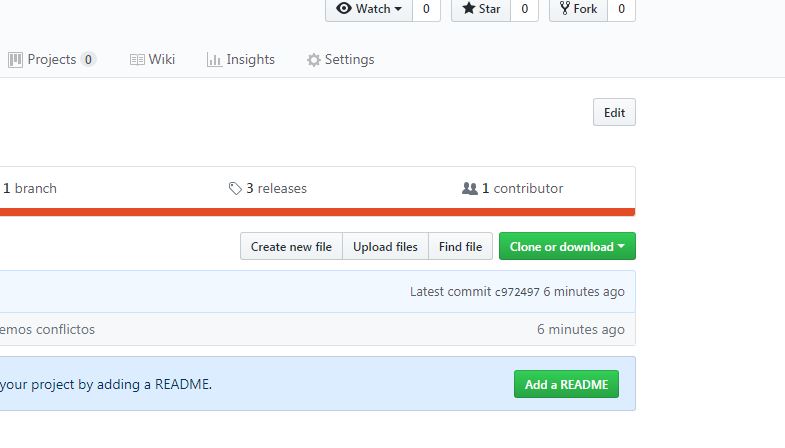 Watch 0 Star 0 Fork 0
Projects 0 Wiki Insights Settings
Edit
1 branch 3 releases 1 contributor
Create new file Upload files Find file Clone or download
Latest commit c972497 6 minutes ago
emos conflictos 6 minutes ago
your project by adding a README. Add a README